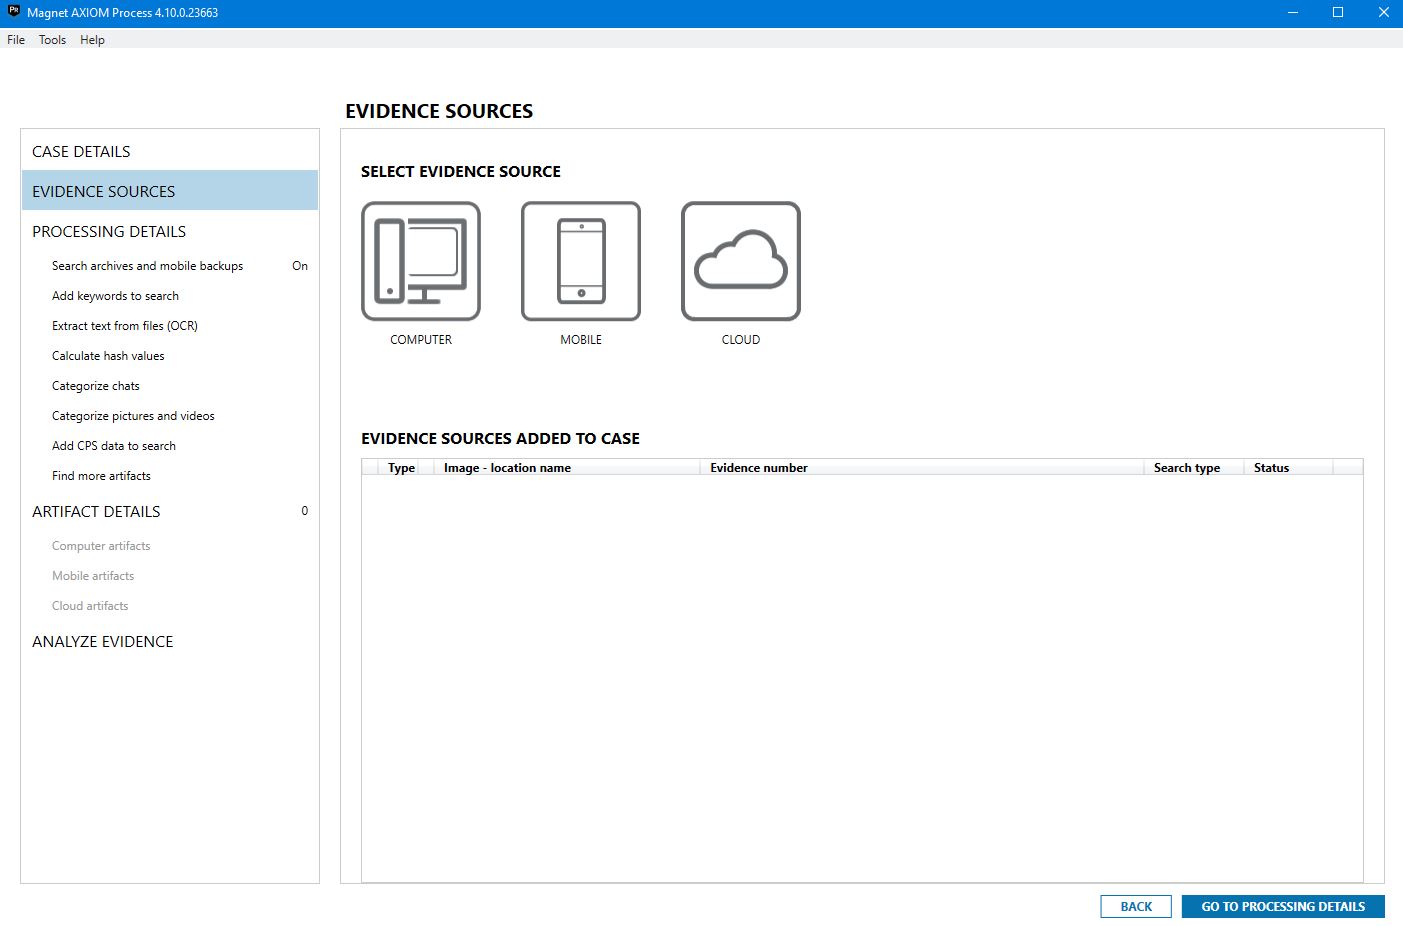 PR Magnet AXIOM Process 4.10.0.23663
File Tools Help
EVIDENCE SOURCES
CASE DETAILS
EVIDENCE SOURCES
PROCESSING DETAILS
Search archives and mobile backups On
Add keywords to search
Extract text from files (OCR)
Calculate hash values
Categorize chats
Categorize pictures and videos
Add CPS data to search
Find more artifacts
ARTIFACT DETAILS 0
Computer artifacts
Mobile artifacts
Cloud artifacts
ANALYZE EVIDENCE
SELECT EVIDENCE SOURCE
COMPUTER MOBILE CLOUD
EVIDENCE SOURCES ADDED TO CASE
Type Image - location name Evidence number Search type Status
BACK GO TO PROCESSING DETAILS